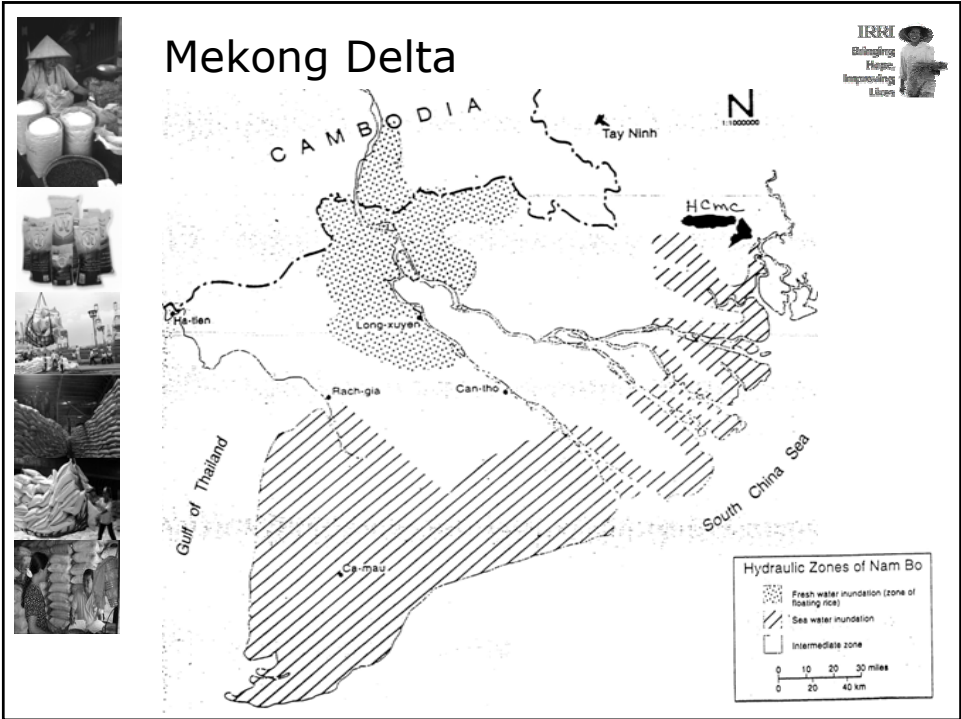 Mekong Delta
IRRI
Bringing
Hope,
Improving
Lives
CAMBODIA
N
1:1000000
Tay Ninh
HCMC
Ha-tien
Long-xuyen
Rach-gia
Can-tho
Gulf of Thailand
South China Sea
Ca-mau
Hydraulic Zones of Nam Bo
Fresh water inundation (zone of
floating rice)
Sea water inundation
Intermediate zone
0 10 20 30 miles
0 20 40 km